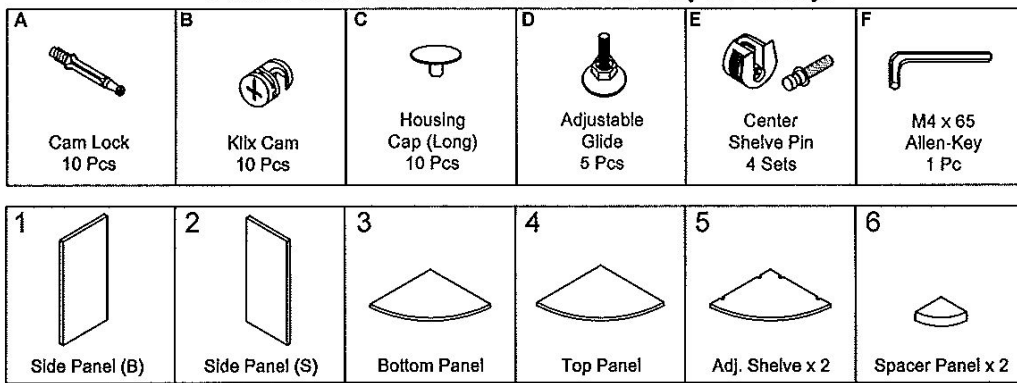 A
B
C
D
E
F
Cam Lock
10 Pcs
Klix Cam
10 Pcs
Housing
Cap (Long)
10 Pcs
Adjustable
Glide
5 Pcs
Center
Shelve Pin
4 Sets
M4 x 65
Allen-Key
1 Pc
1
2
3
4
5
6
Side Panel (B)
Side Panel (S)
Bottom Panel
Top Panel
Adj. Shelve x 2
Spacer Panel x 2